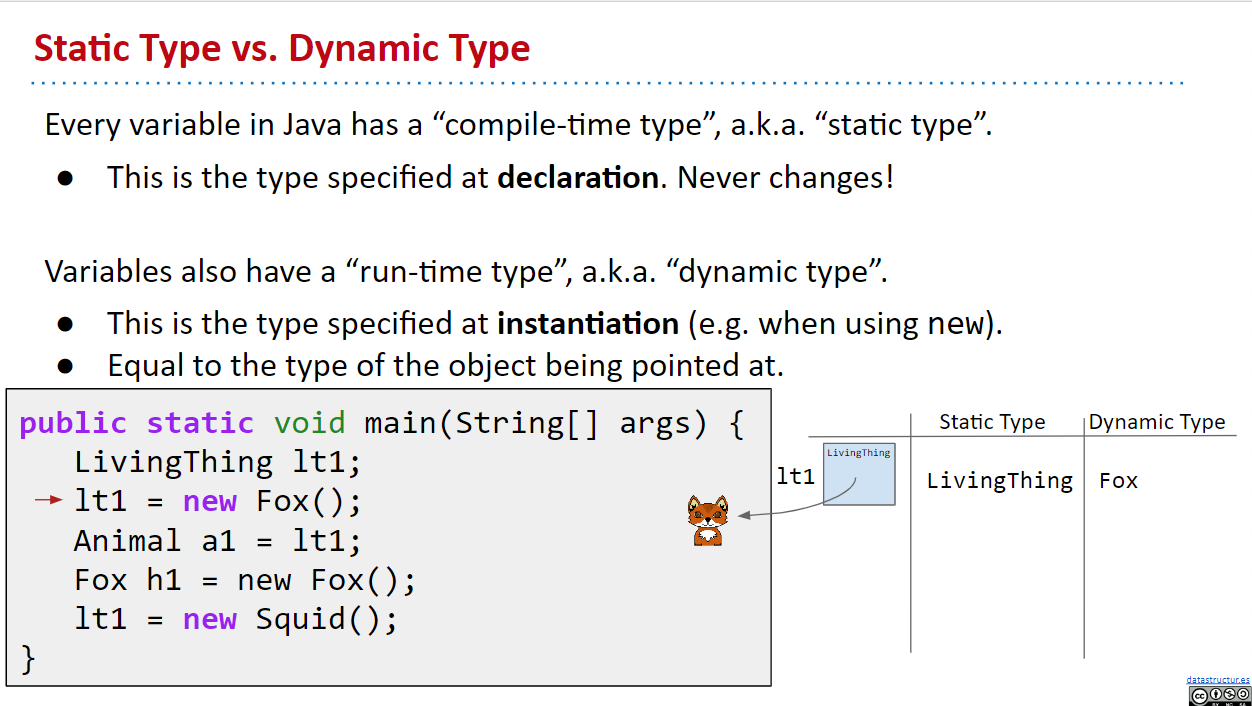 Static Type vs. Dynamic Type
Every variable in Java has a “compile-time type”, a.k.a. “static type”.
● This is the type specified at declaration. Never changes!
Variables also have a “run-time type”, a.k.a. “dynamic type”.
● This is the type specified at instantiation (e.g. when using new).
● Equal to the type of the object being pointed at.
public static void main(String[] args) {
LivingThing lt1;
lt1 = new Fox();
Animal a1 = lt1;
Fox h1 = new Fox();
lt1 = new Squid();
}
Static Type Dynamic Type
LivingThing
lt1 LivingThing Fox
datastructur.es
cc
BY NC SA